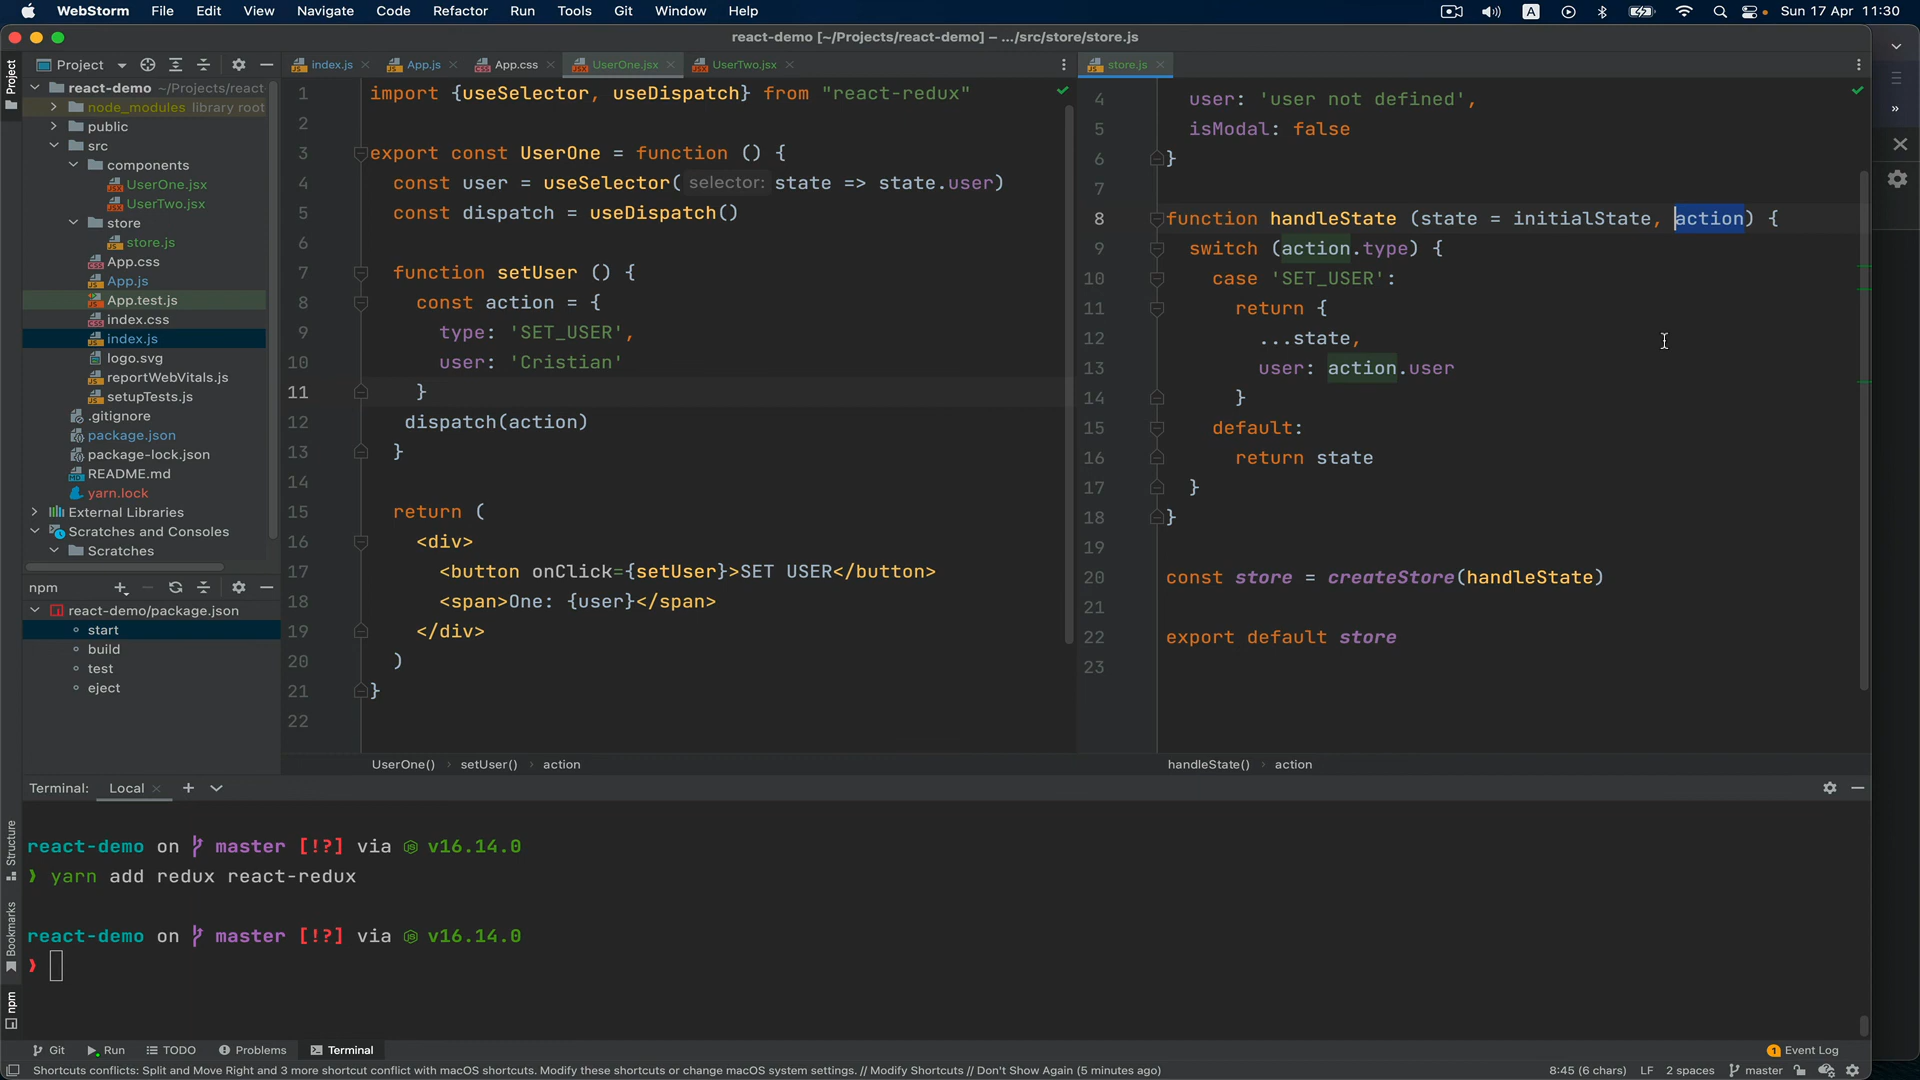 WebStorm File Edit View Navigate Code Refactor Run Tools Git Window Help
A
Sun 17 Apr 11:30
react-demo [~/Projects/react-demo] – .../src/store/store.js
Project
Project
react-demo ~/Projects/react
node_modules library root
public
src
components
UserOne.jsx
UserTwo.jsx
store
store.js
App.css
App.js
App.test.js
index.css
index.js
logo.svg
reportWebVitals.js
setupTests.js
.gitignore
package.json
package-lock.json
README.md
yarn.lock
External Libraries
Scratches and Consoles
Scratches
npm
react-demo/package.json
start
build
test
eject
index.js App.js App.css UserOne.jsx UserTwo.jsx
1 import {useSelector, useDispatch} from "react-redux"
2
3 export const UserOne = function () {
4 const user = useSelector( selector: state => state.user)
5 const dispatch = useDispatch()
6
7 function setUser () {
8 const action = {
9 type: 'SET_USER',
10 user: 'Cristian'
11 }
12 dispatch(action)
13 }
14
15 return (
16 <div>
17 <button onClick={setUser}>SET USER</button>
18 <span>One: {user}</span>
19 </div>
20 )
21 }
22
UserOne() › setUser() › action
store.js
4 user: 'user not defined',
5 isModal: false
6 }
7
8 function handleState (state = initialState, action) {
9 switch (action.type) {
10 case 'SET_USER':
11 return {
12 ...state,
13 user: action.user
14 }
15 default:
16 return state
17 }
18 }
19
20 const store = createStore(handleState)
21
22 export default store
23
handleState() › action
Terminal: Local
react-demo on master [!?] via v16.14.0
❯ yarn add redux react-redux
react-demo on master [!?] via v16.14.0
❯
Structure
Bookmarks
npm
Git Run TODO Problems Terminal
1 Event Log
Shortcuts conflicts: Split and Move Right and 3 more shortcut conflict with macOS shortcuts. Modify these shortcuts or change macOS system settings. // Modify Shortcuts // Don't Show Again (5 minutes ago)
8:45 (6 chars) LF 2 spaces master